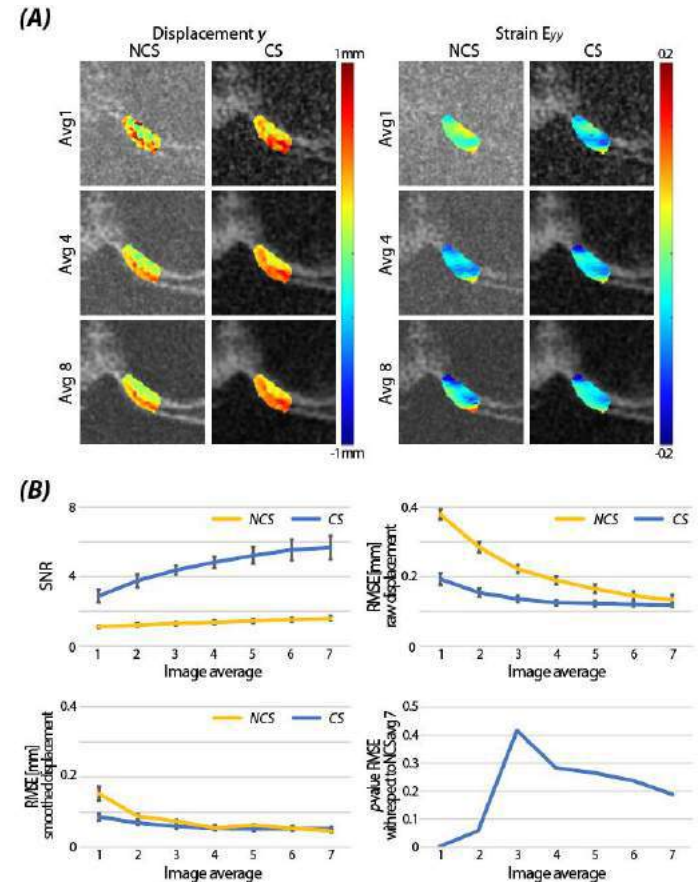 (A)
Displacement y
Strain Eyy
NCS
CS
1mm
NCS
CS
0.2
Avg1
Avg 4
Avg 8
-1mm
-0.2
(B)
8
4
0
SNR
NCS
CS
1 2 3 4 5 6 7
Image average
0.4
0.2
0
RMSE [mm]
raw displacement
NCS
CS
1 2 3 4 5 6 7
Image average
0.4
0.2
0
RMSE [mm]
smoothed displacement
NCS
CS
1 2 3 4 5 6 7
Image average
0.5
0.4
0.3
0.2
0.1
0
p-value RMSE
with respect to NCS avg 7
1 2 3 4 5 6 7
Image average